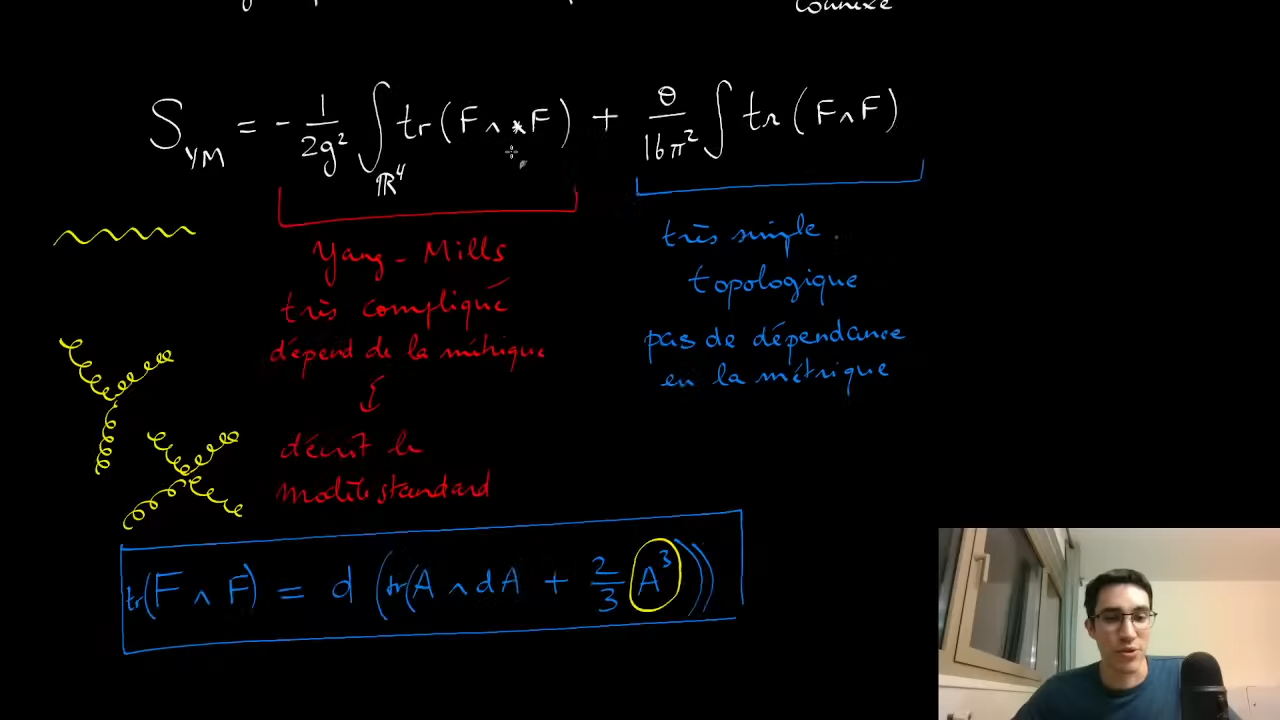 connexe
S_YM = - 1/2g² ∫_ℝ⁴ tr(F ∧ *F) + θ/16π² ∫ tr(F ∧ F)
Yang - Mills
très compliqué
dépend de la métrique
décrit le
modèle standard
très simple
topologique
pas de dépendance
en la métrique
tr(F ∧ F) = d (tr(A ∧ dA + 2/3 A³))